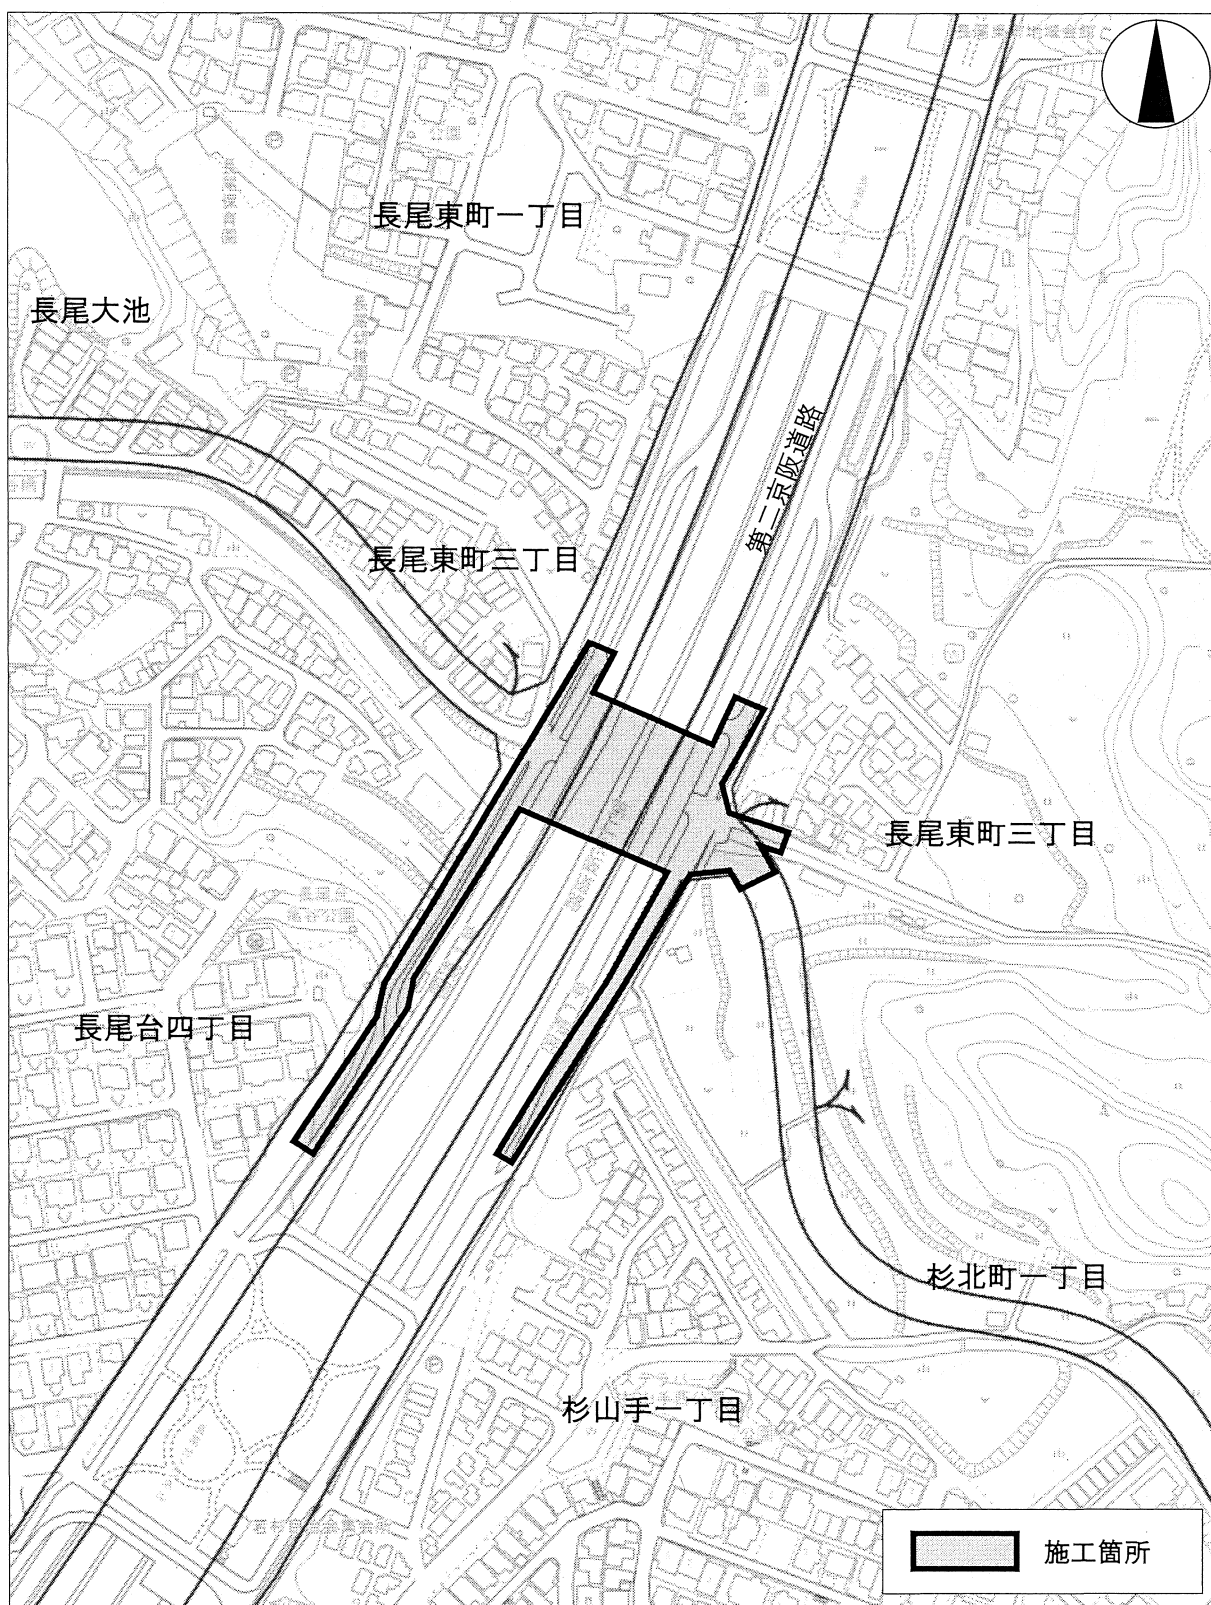 長尾東町一丁目
長尾大池
第二京阪道路
長尾東町三丁目
長尾東町三丁目
長尾台四丁目
杉北町一丁目
杉山手一丁目
施工箇所